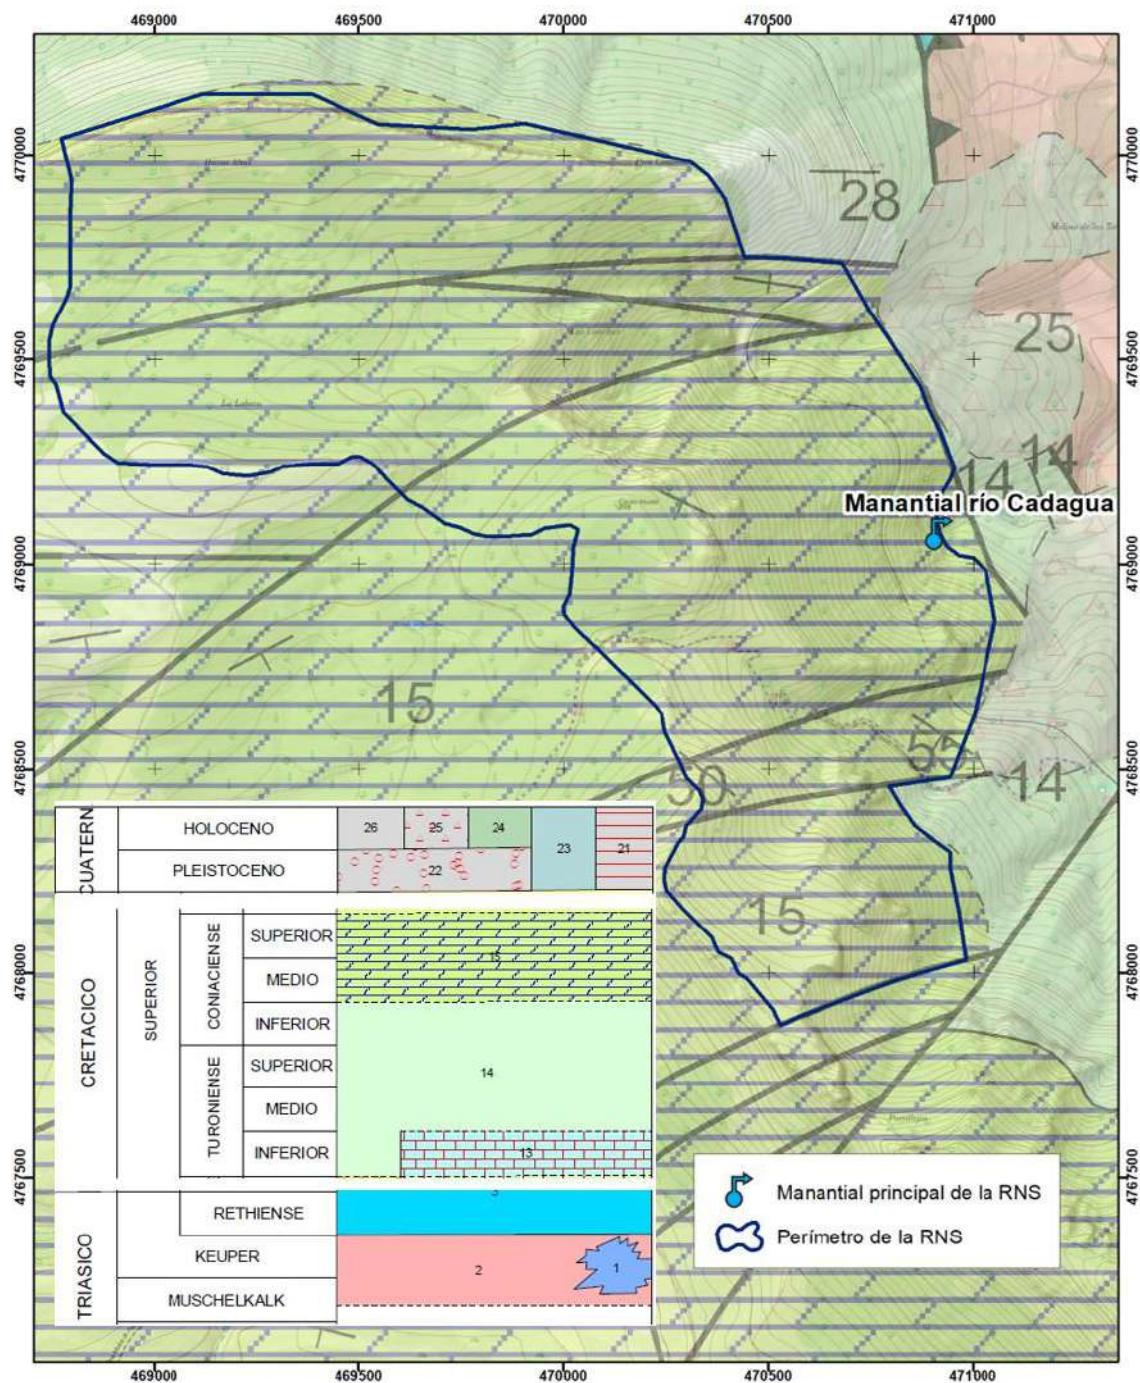 469000 469500 470000 470500 471000
4770000 4770000
28
25
4769500 4769500
14
14
Manantial río Cadagua
4769000 4769000
15
55
4768500 4768500
50
14
15
CUATERN
HOLOCENO
PLEISTOCENO
26 25 24 23 21
22
4768000 4768000
CRETACICO
SUPERIOR
CONIACIENSE
SUPERIOR
MEDIO
INFERIOR
15
TURONIENSE
SUPERIOR
MEDIO
INFERIOR
14
13
4767500 4767500
TRIASICO
RETHIENSE
KEUPER
MUSCHELKALK
3
2
1
Manantial principal de la RNS
Perímetro de la RNS
469000 469500 470000 470500 471000